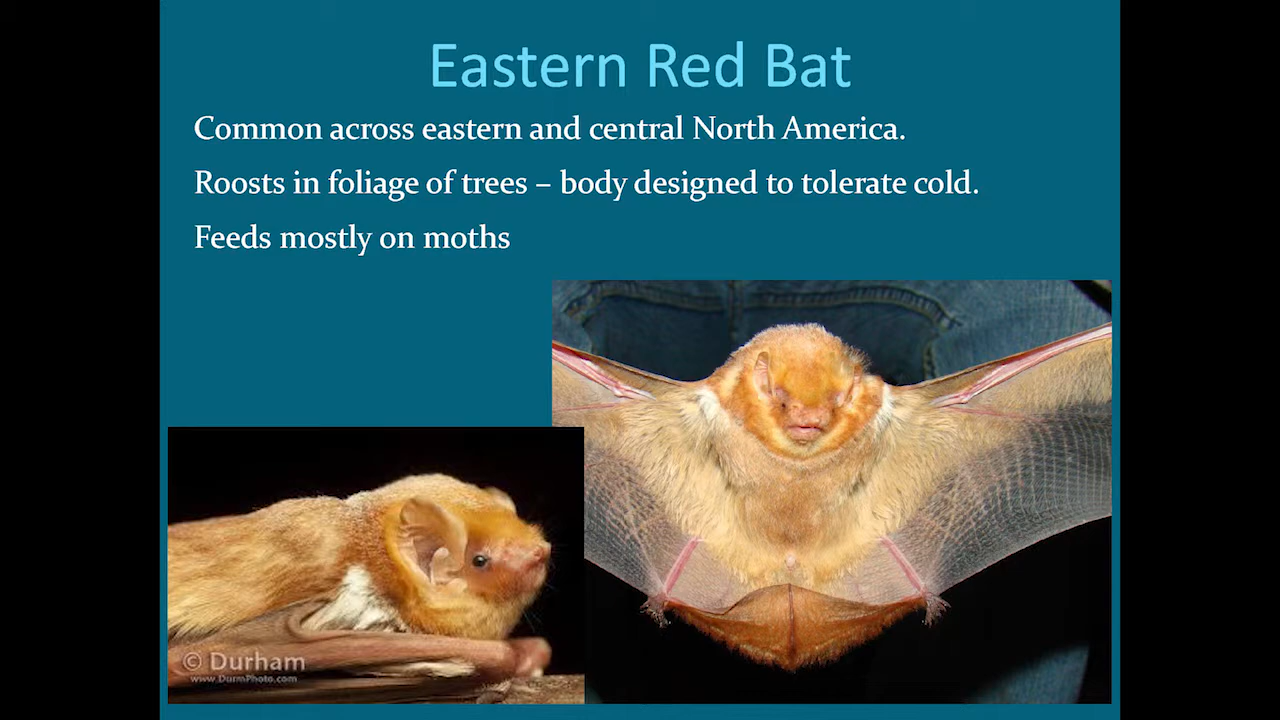 Eastern Red Bat
Common across eastern and central North America.
Roosts in foliage of trees – body designed to tolerate cold.
Feeds mostly on moths
© Durham
www.DurmPhoto.com